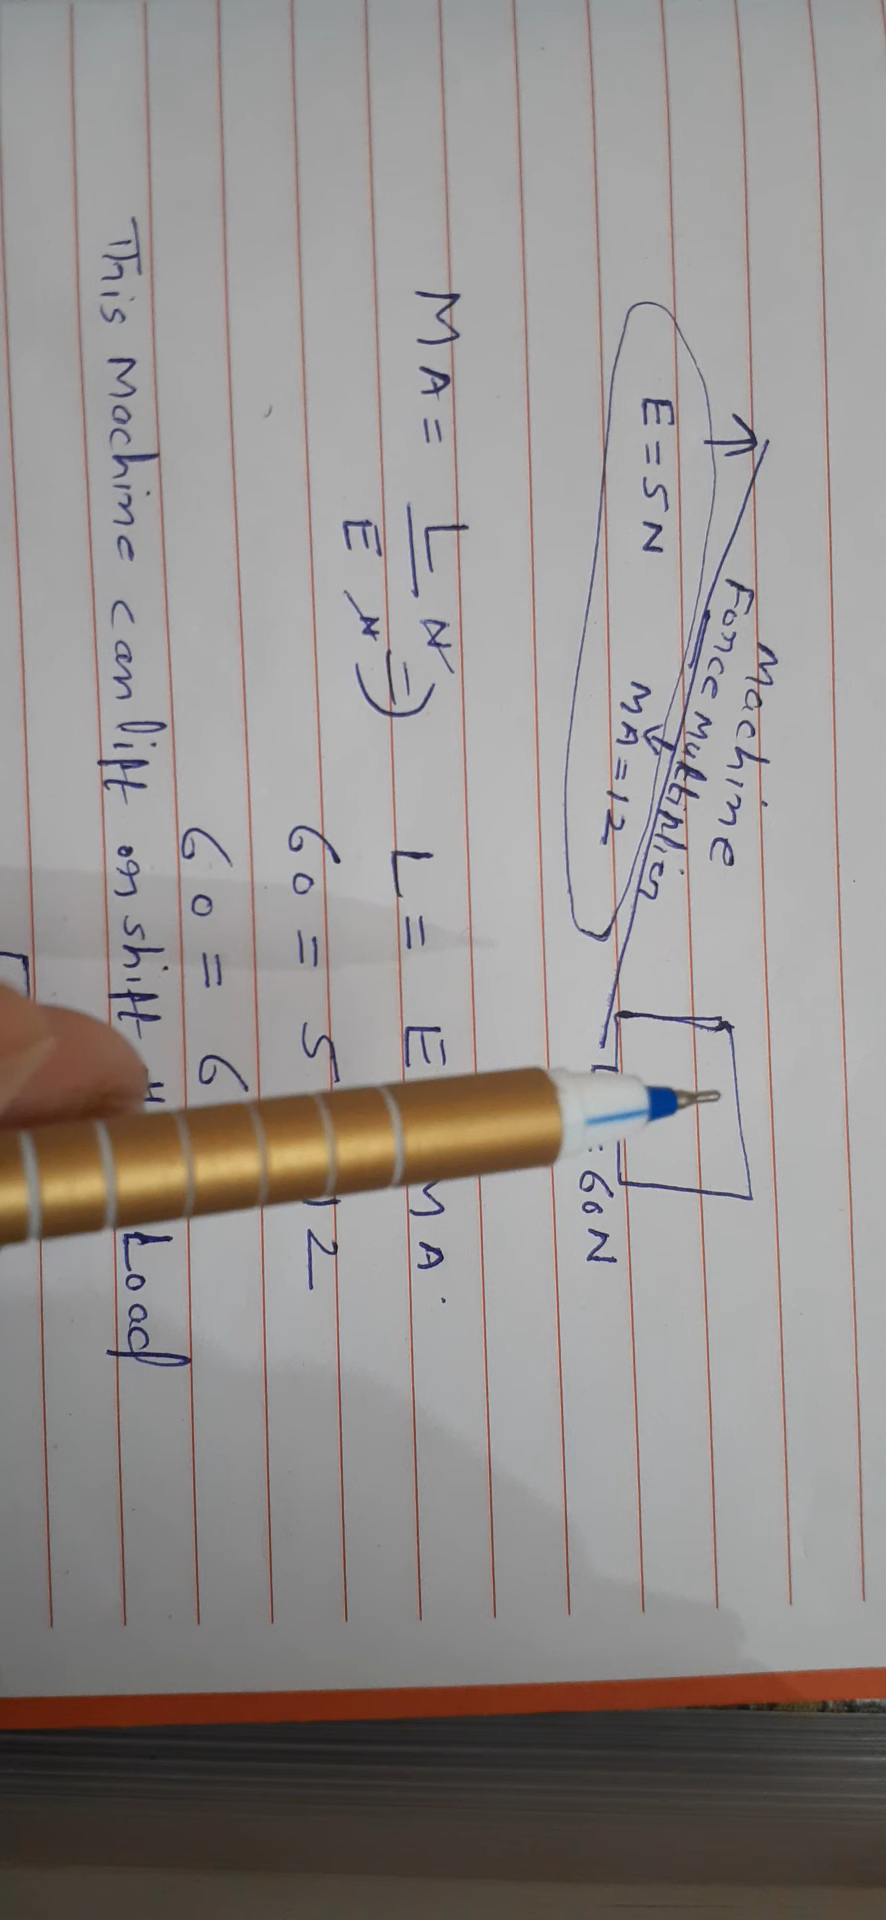 Machine
Force Multiplier
E = 5N
MA = 12
: 60N
MA = L N
E N
=) L = E MA.
60 = 5 12
60 = 6
This Machine can lift or shift Load